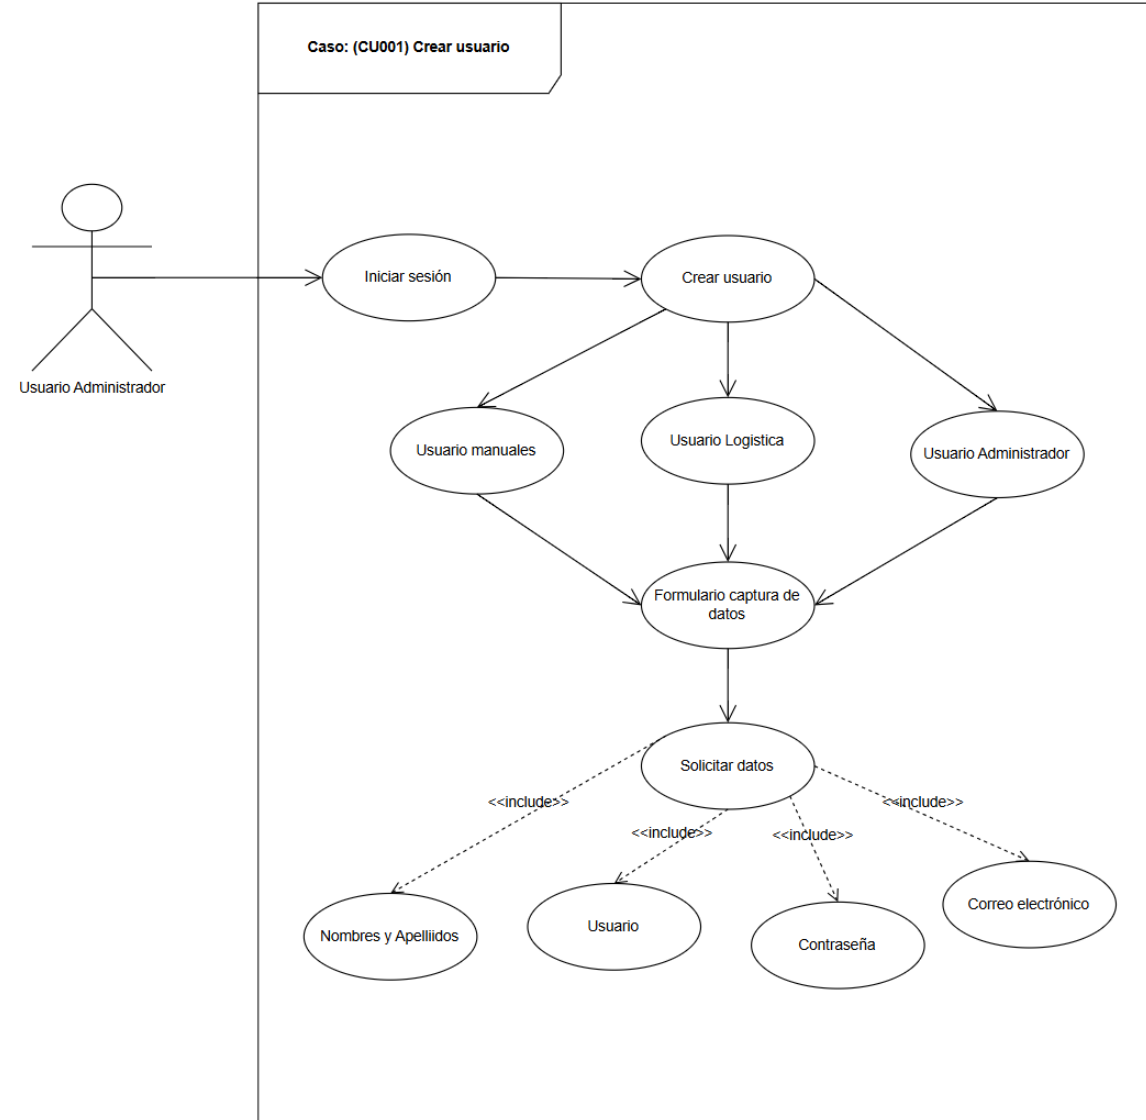 Caso: (CU001) Crear usuario
Iniciar sesión
Crear usuario
Usuario Administrador
Usuario manuales
Usuario Logistica
Usuario Administrador
Formulario captura de
datos
Solicitar datos
<<include>>
<<include>>
<<include>>
<<include>>
Nombres y Apelliidos
Usuario
Contraseña
Correo electrónico